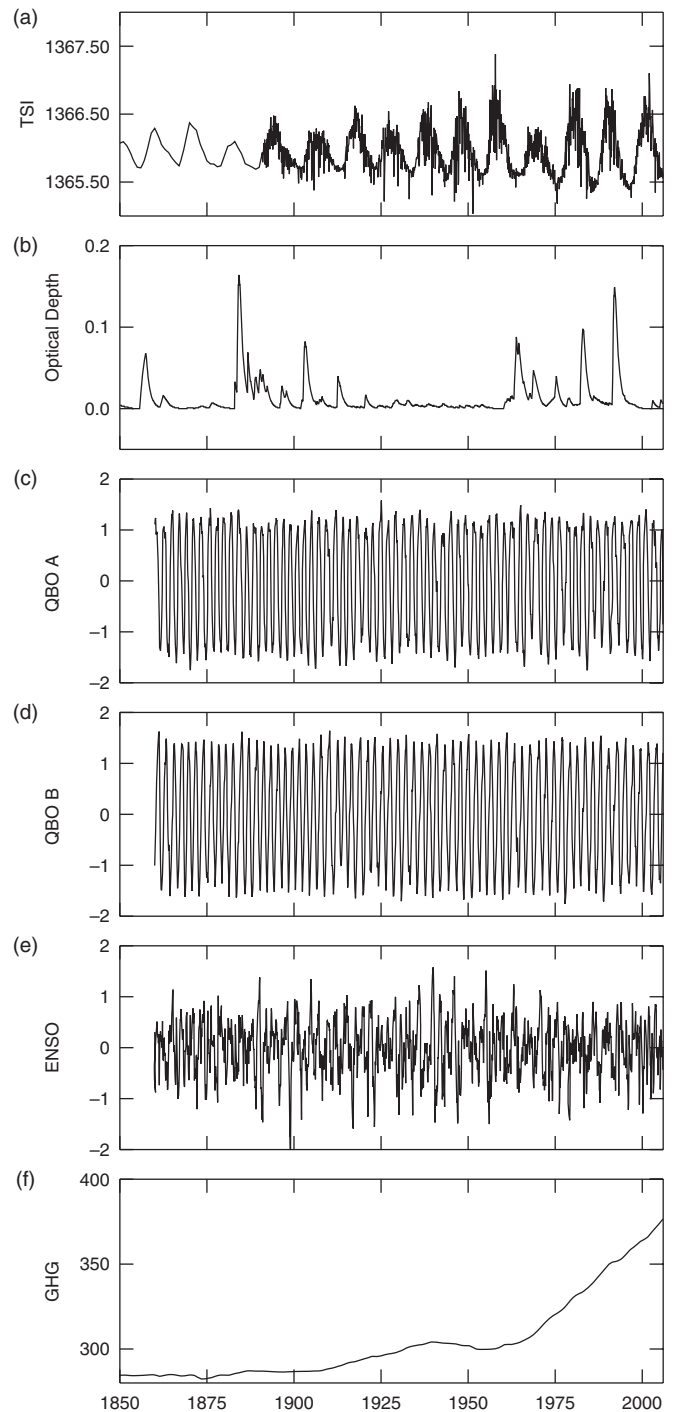 (a)
TSI
1367.50
1366.50
1365.50
(b)
Optical Depth
0.2
0.1
0.0
(c)
QBO A
2
1
0
−1
−2
(d)
QBO B
2
1
0
−1
−2
(e)
ENSO
2
1
0
−1
−2
(f)
GHG
400
350
300
1850 1875 1900 1925 1950 1975 2000